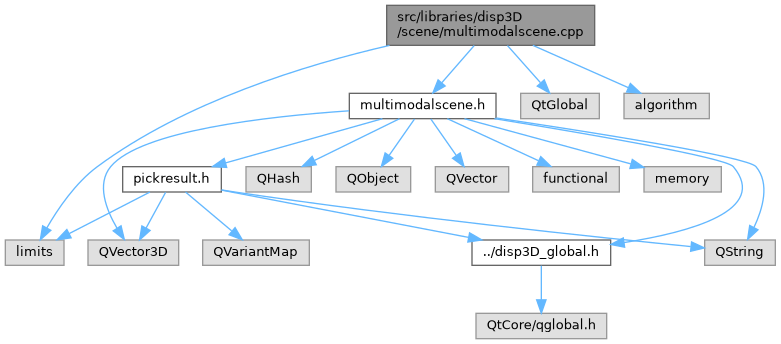 src/libraries/disp3D
/scene/multimodalscene.cpp
multimodalscene.h
QtGlobal
algorithm
pickresult.h
QHash
QObject
QVector
functional
memory
limits
QVector3D
QVariantMap
../disp3D_global.h
QString
QtCore/qglobal.h